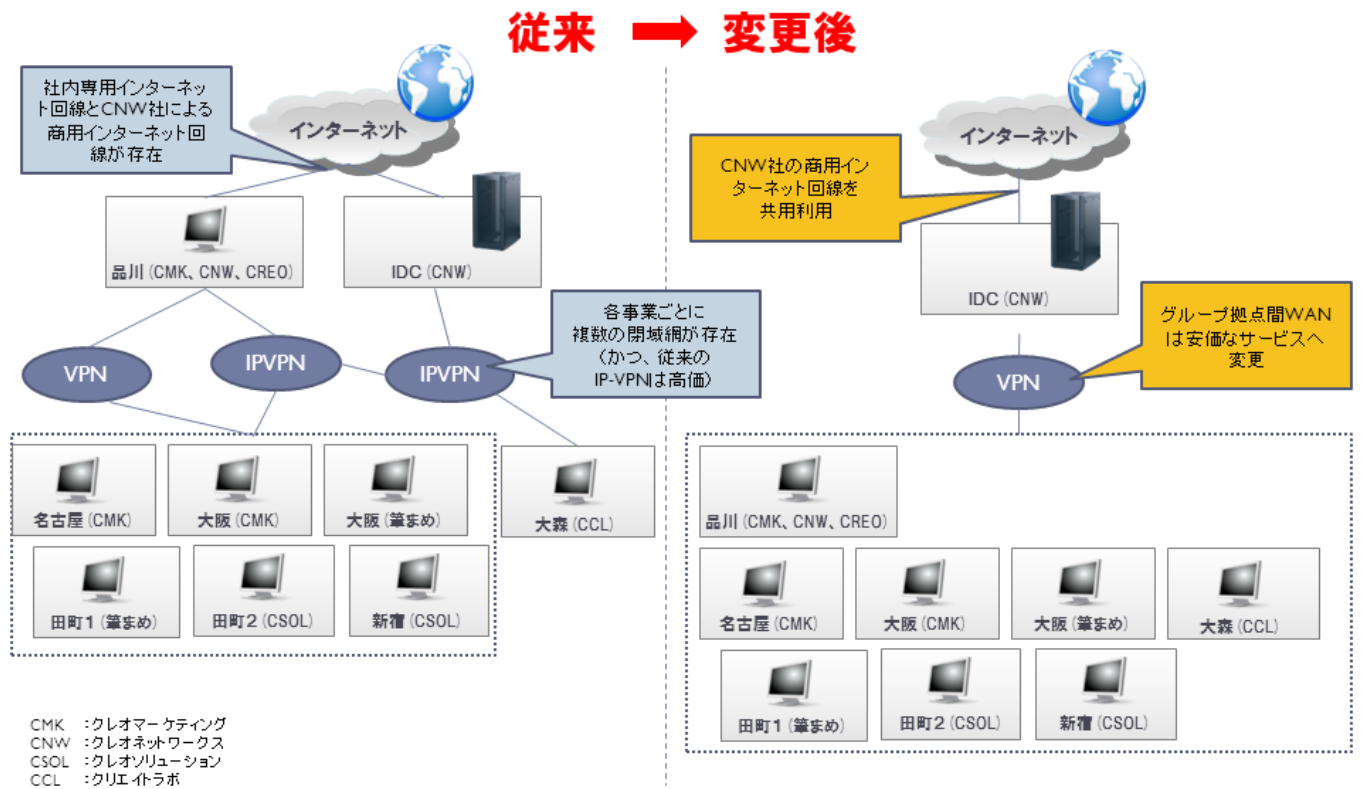 従来 変更後
社内専用インターネッ
ト回線とCNW社による
商用インターネット回
線が存在
インターネット
品川(CMK、CNW、CREO)
IDC(CNW)
各事業ごとに
複数の閉域網が存在
(かつ、従来の
IP-VPNは高価)
VPN
IPVPN
IPVPN
名古屋(CMK)
大阪(CMK)
大阪(筆まめ)
大森(CCL)
田町1(筆まめ)
田町2(CSOL)
新宿(CSOL)
CMK :クレオマーケティング
CNW :クレオネットワークス
CSOL :クレオソリューション
CCL :クリエイトラボ
インターネット
CNW社の商用イン
ターネット回線を
共用利用
IDC(CNW)
グループ拠点間WAN
は安価なサービスへ
変更
VPN
品川(CMK、CNW、CREO)
名古屋(CMK)
大阪(CMK)
大阪(筆まめ)
大森(CCL)
田町1(筆まめ)
田町2(CSOL)
新宿(CSOL)